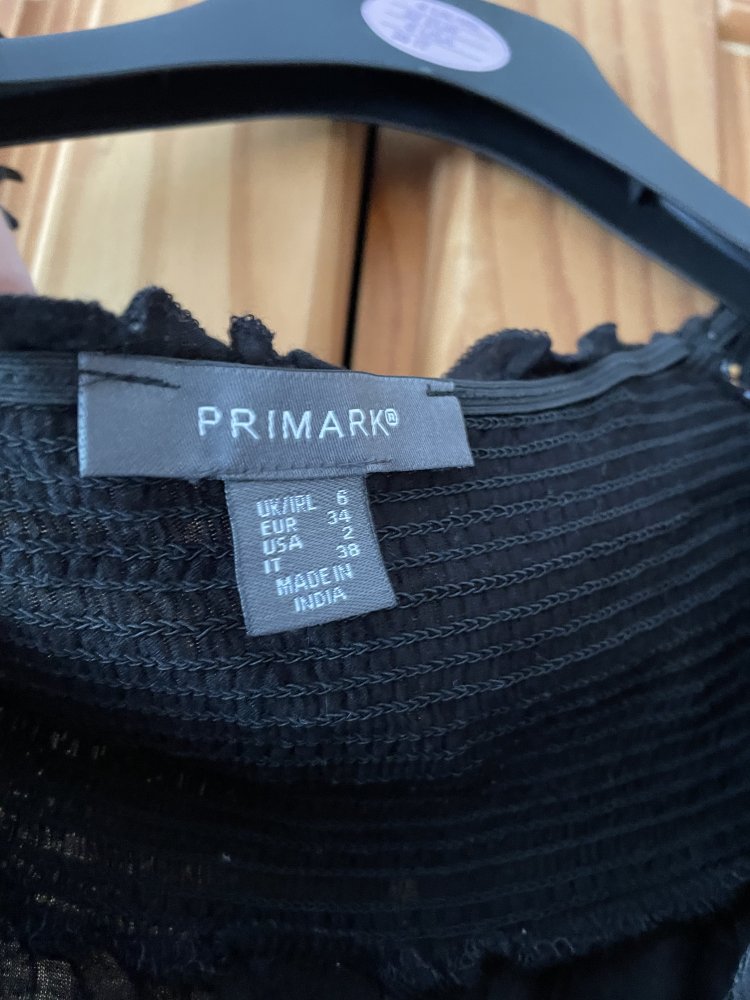 PRIMARK®
UK/IRL 6
EUR 34
USA 2
IT 38
MADE IN
INDIA